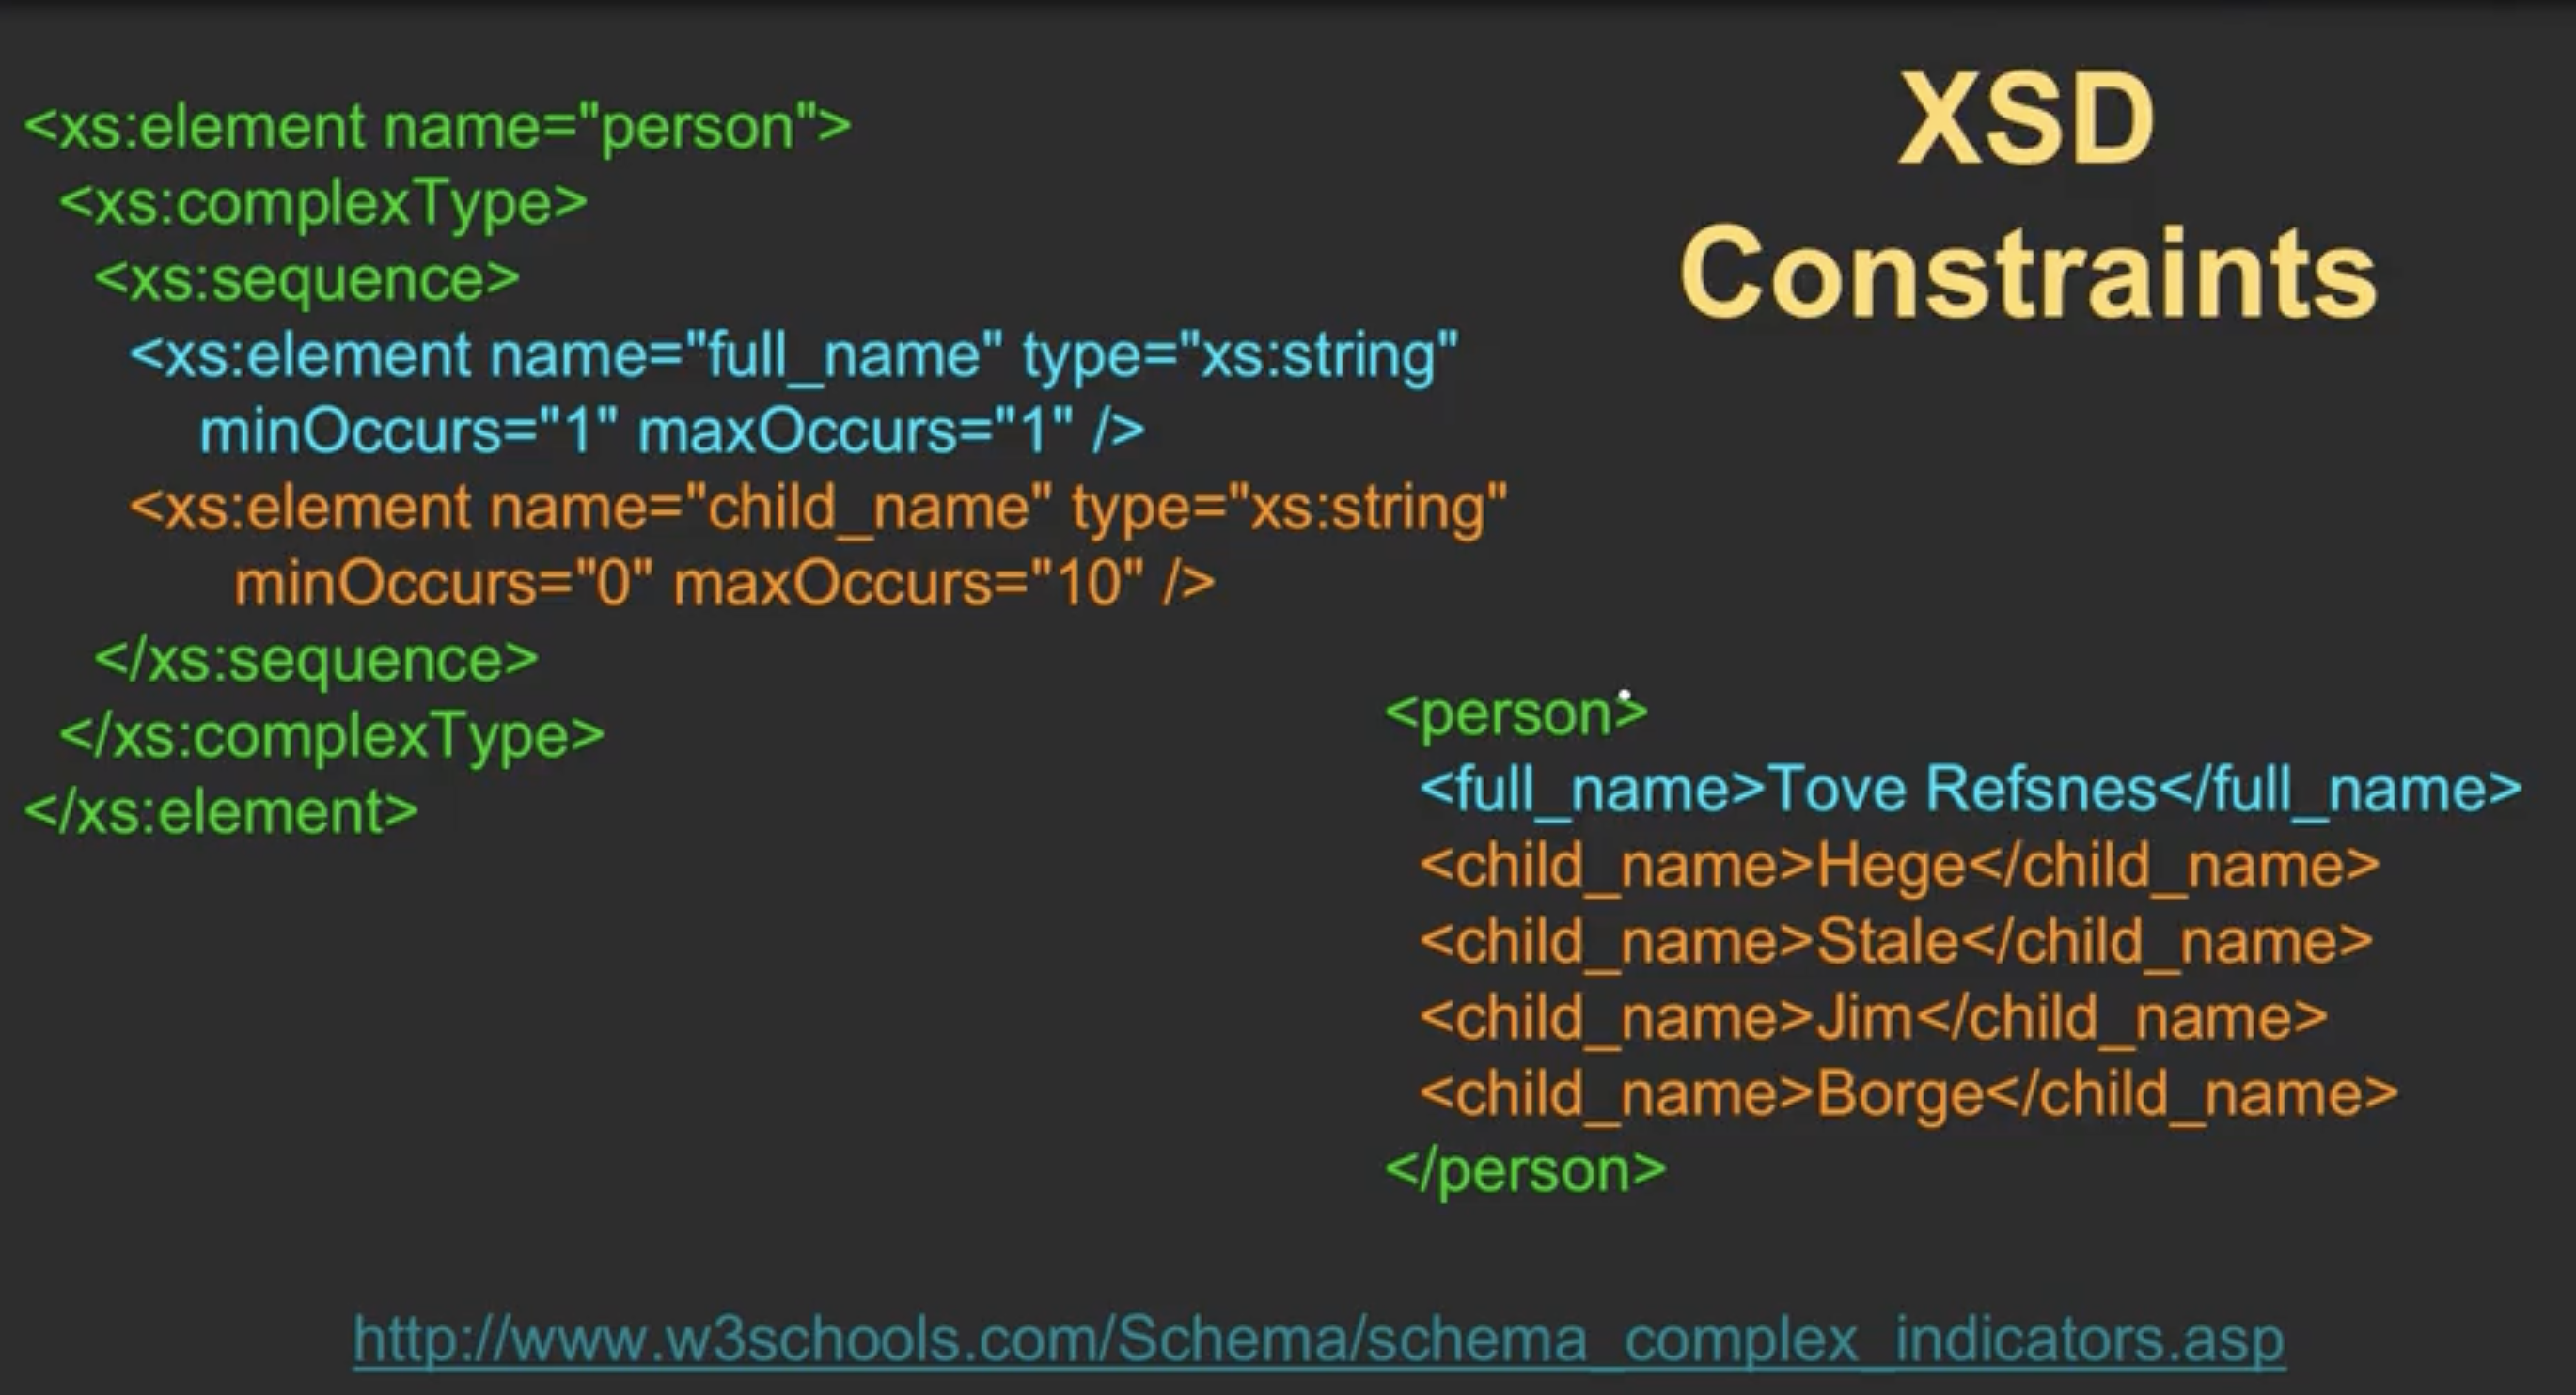 XSD
Constraints
<xs:element name="person">
<xs:complexType>
<xs:sequence>
<xs:element name="full_name" type="xs:string"
minOccurs="1" maxOccurs="1" />
<xs:element name="child_name" type="xs:string"
minOccurs="0" maxOccurs="10" />
</xs:sequence>
</xs:complexType>
</xs:element>
<person>
<full_name>Tove Refsnes</full_name>
<child_name>Hege</child_name>
<child_name>Stale</child_name>
<child_name>Jim</child_name>
<child_name>Borge</child_name>
</person>
http://www.w3schools.com/Schema/schema_complex_indicators.asp